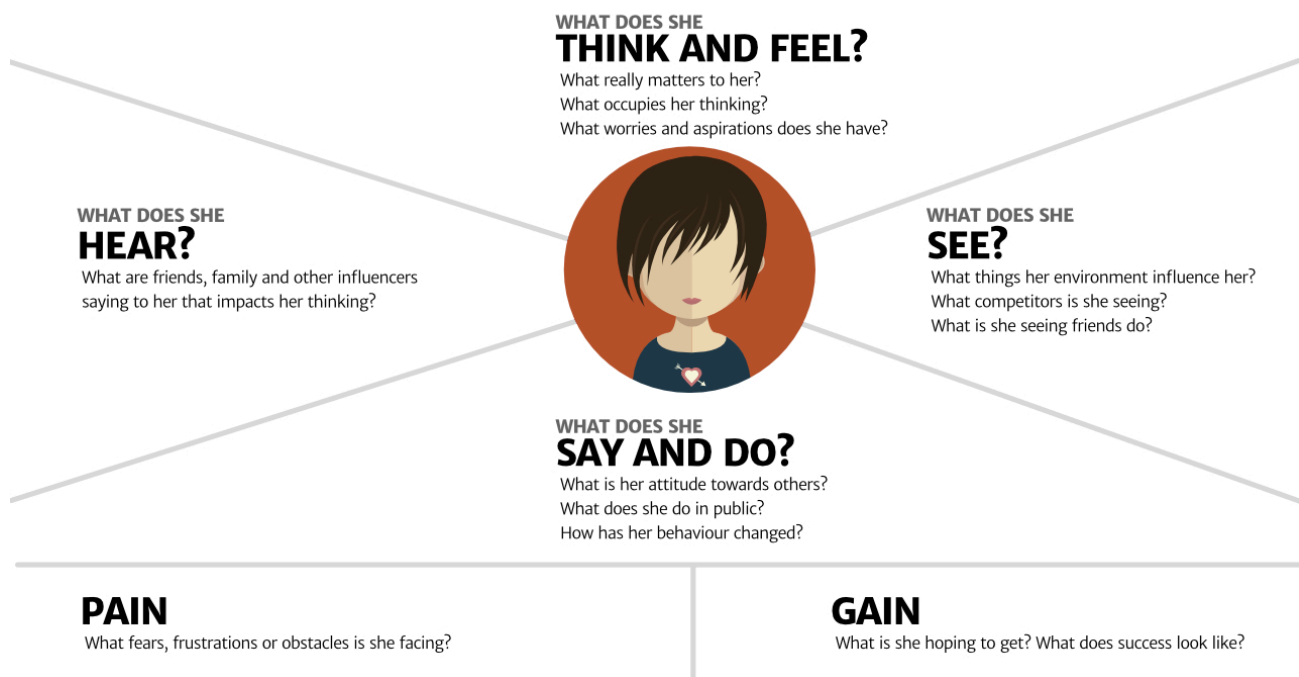 WHAT DOES SHE
THINK AND FEEL?
What really matters to her?
What occupies her thinking?
What worries and aspirations does she have?
WHAT DOES SHE
HEAR?
What are friends, family and other influencers
saying to her that impacts her thinking?
WHAT DOES SHE
SEE?
What things her environment influence her?
What competitors is she seeing?
What is she seeing friends do?
WHAT DOES SHE
SAY AND DO?
What is her attitude towards others?
What does she do in public?
How has her behaviour changed?
PAIN
What fears, frustrations or obstacles is she facing?
GAIN
What is she hoping to get? What does success look like?